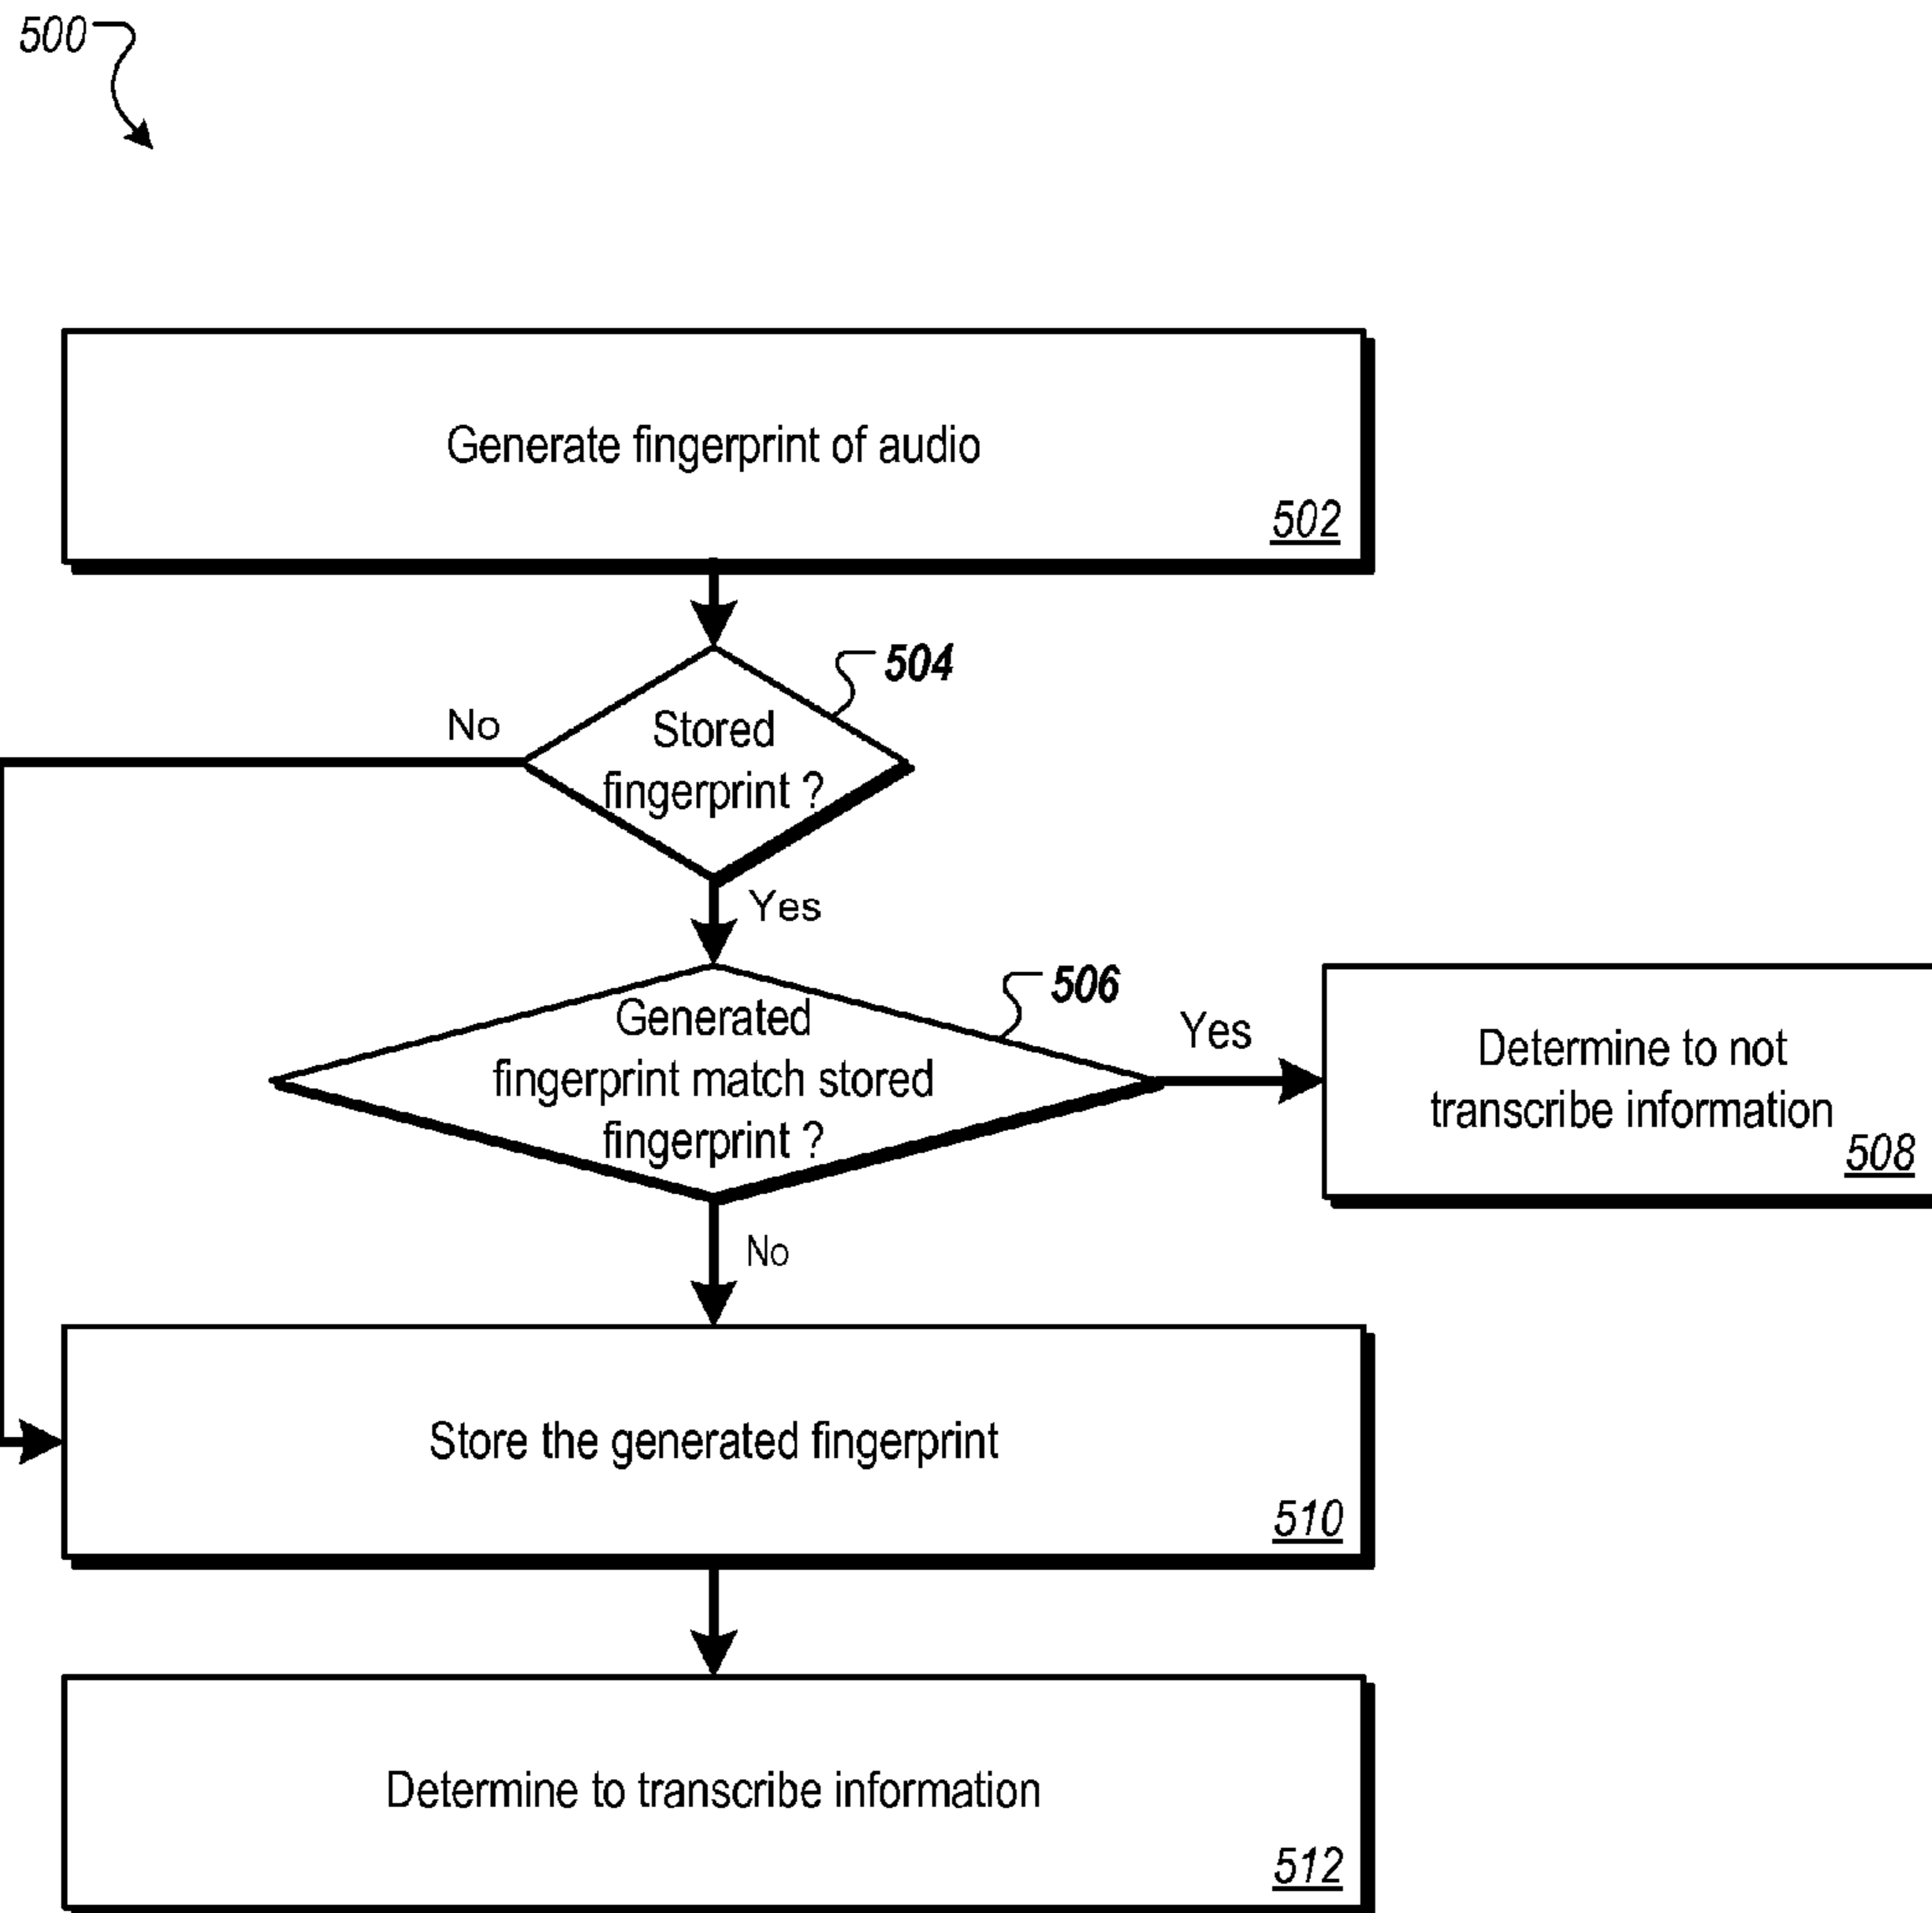 500
Generate fingerprint of audio
502
504
No
Stored
fingerprint ?
Yes
506
Generated
fingerprint match stored
fingerprint ?
Yes
Determine to not
transcribe information
508
No
Store the generated fingerprint
510
Determine to transcribe information
512